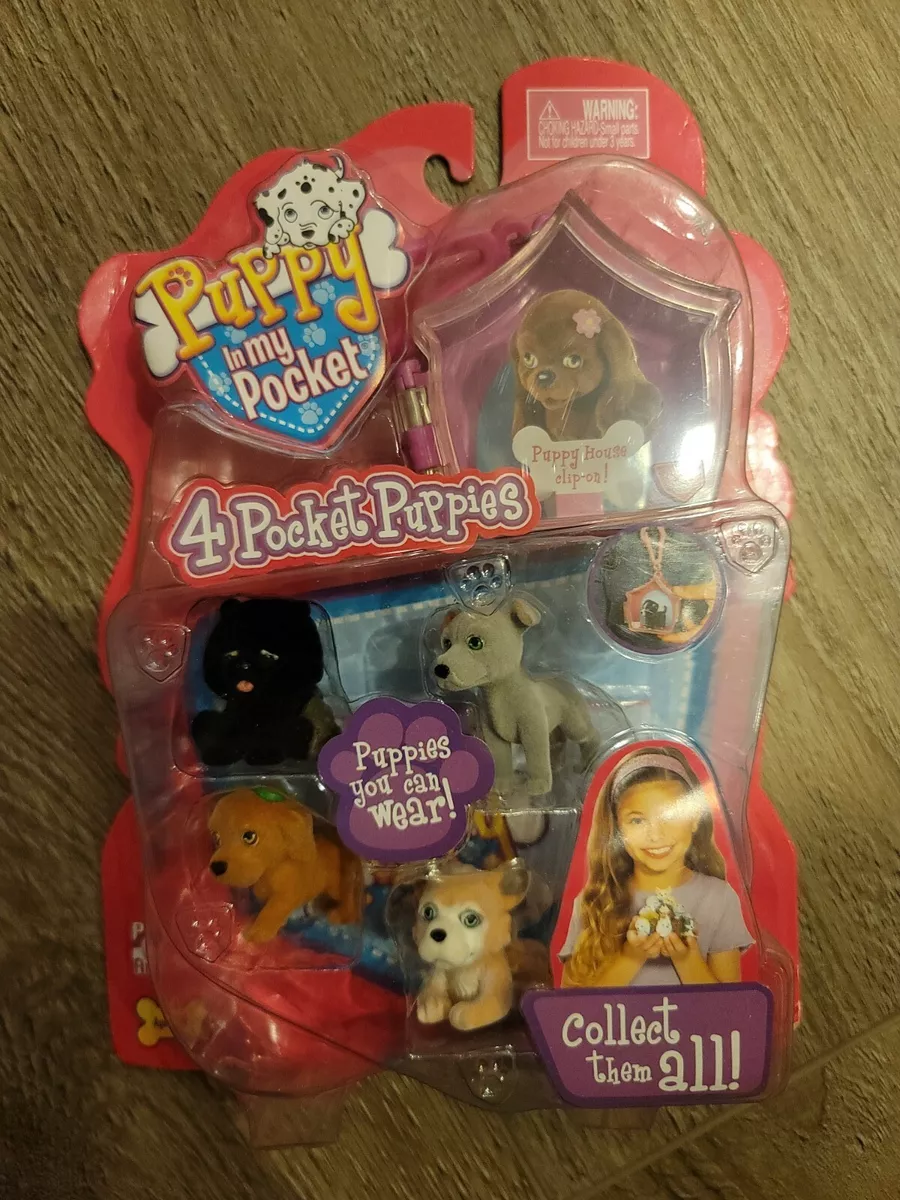 WARNING:
CHOKING HAZARD-Small parts
Not for children under 3 years.
Puppy
In my
Pocket
Puppy House
clip-on!
4 Pocket Puppies
Puppies
you can
wear!
Collect
them all!